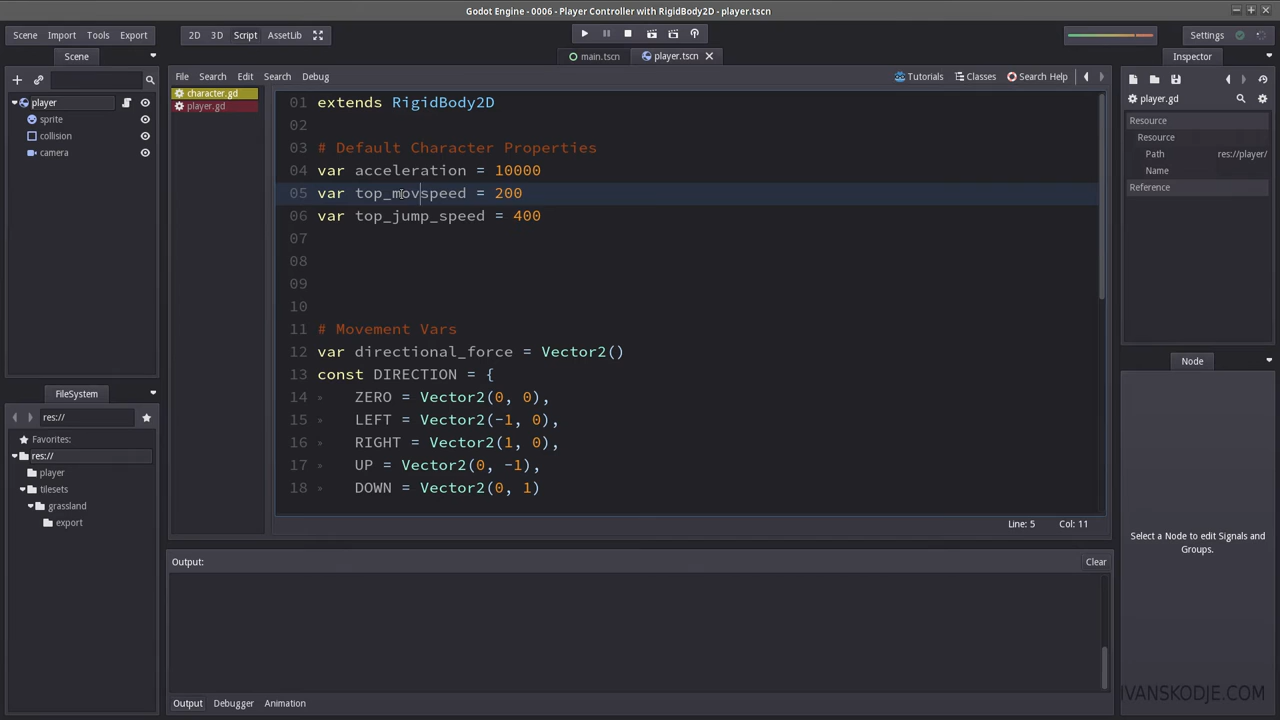 Godot Engine - 0006 - Player Controller with RigidBody2D - player.tscn
Scene Import Tools Export
2D 3D Script AssetLib
Settings
Scene
main.tscn
player.tscn
Inspector
File Search Edit Search Debug
Tutorials Classes Search Help
character.gd
player.gd
player
sprite
collision
camera
01 extends RigidBody2D
02
03 # Default Character Properties
04 var acceleration = 10000
05 var top_movspeed = 200
06 var top_jump_speed = 400
07
08
09
10
11 # Movement Vars
12 var directional_force = Vector2()
13 const DIRECTION = {
14 » ZERO = Vector2(0, 0),
15 » LEFT = Vector2(-1, 0),
16 » RIGHT = Vector2(1, 0),
17 » UP = Vector2(0, -1),
18 » DOWN = Vector2(0, 1)
Line: 5 Col: 11
player.gd
Resource
Resource
Path res://player/
Name
Reference
Node
Select a Node to edit Signals and
Groups.
FileSystem
res://
Favorites:
res://
player
tilesets
grassland
export
Output:
Clear
Output Debugger Animation
IVANSKODJE.COM